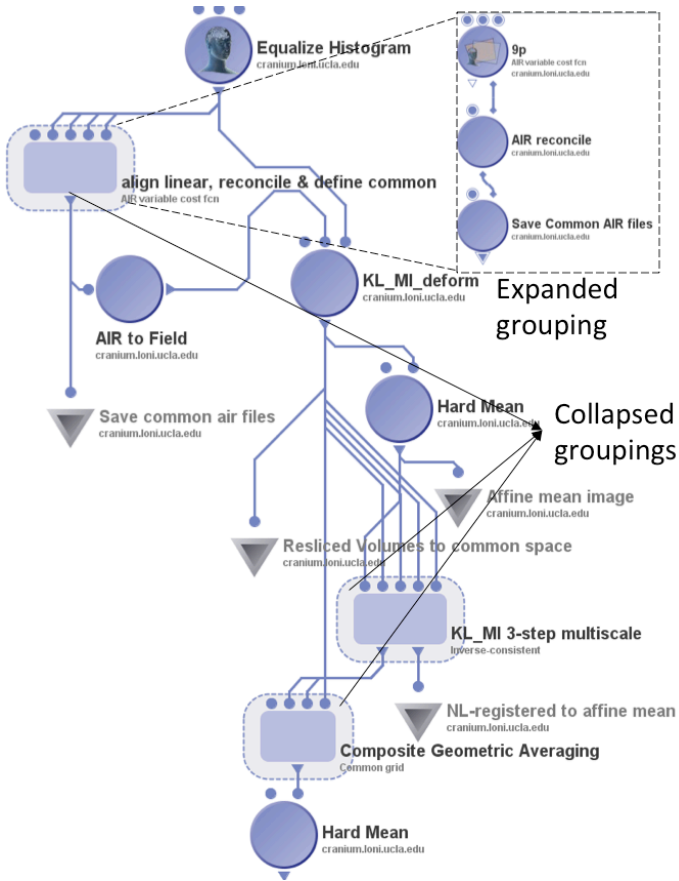 Equalize Histogram
cranium.loni.ucla.edu
9p
AIR variable cost fcn
cranium.loni.ucla.edu
AIR reconcile
cranium.loni.ucla.edu
Save Common AIR files
cranium.loni.ucla.edu
align linear, reconcile & define common
AIR variable cost fcn
Expanded
grouping
KL_MI_deform
cranium.loni.ucla.edu
AIR to Field
cranium.loni.ucla.edu
Save common air files
cranium.loni.ucla.edu
Hard Mean
cranium.loni.ucla.edu
Collapsed
groupings
Affine mean image
cranium.loni.ucla.edu
Resliced Volumes to common space
cranium.loni.ucla.edu
KL_MI 3-step multiscale
Inverse-consistent
NL-registered to affine mean
cranium.loni.ucla.edu
Composite Geometric Averaging
Common grid
Hard Mean
cranium.loni.ucla.edu